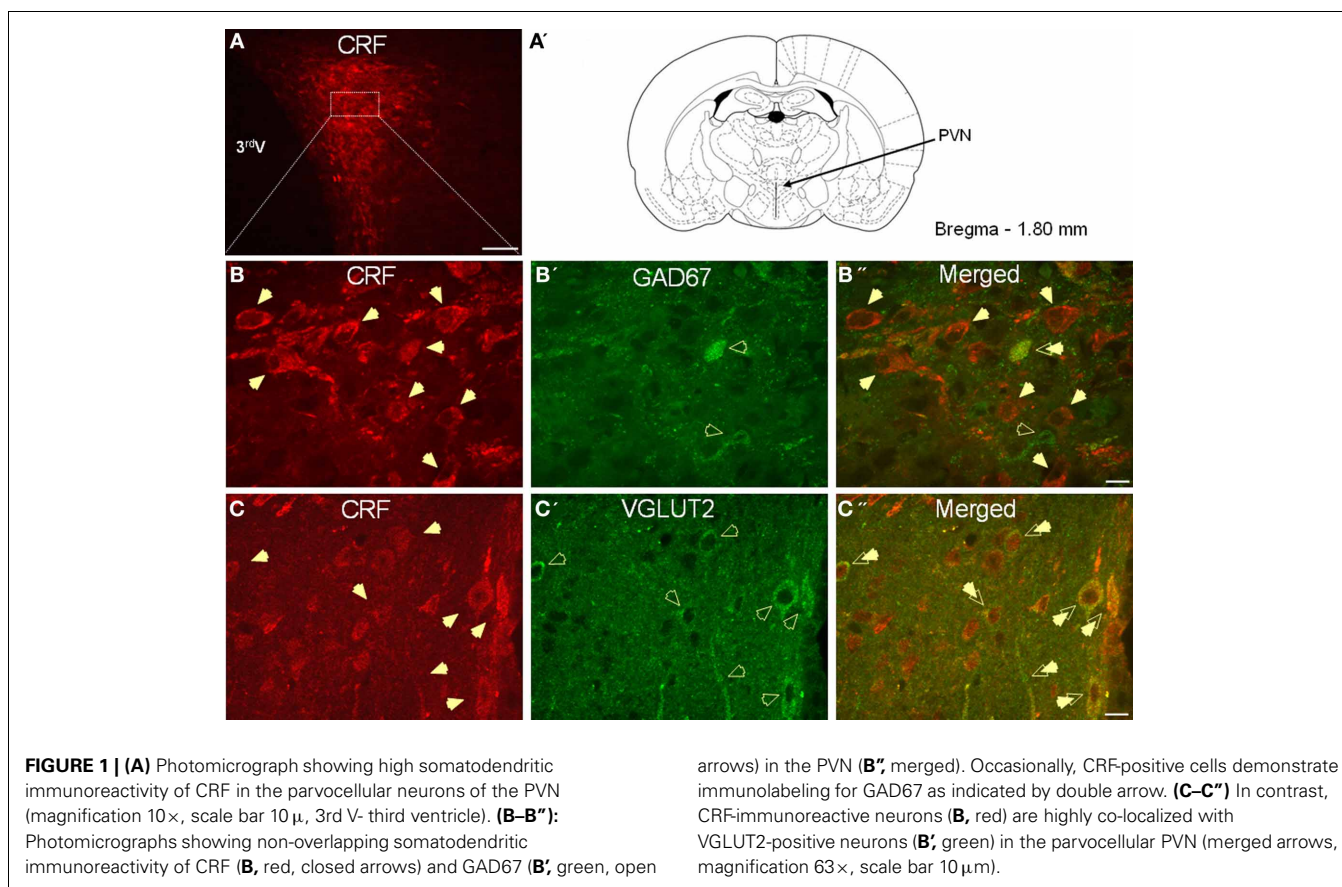 A
CRF
3rdV
A′
PVN
Bregma - 1.80 mm
B
CRF
B′
GAD67
B″
Merged
C
CRF
C′
VGLUT2
C″
Merged
FIGURE 1 | (A) Photomicrograph showing high somatodendritic
immunoreactivity of CRF in the parvocellular neurons of the PVN
(magnification 10×, scale bar 10 μ, 3rd V- third ventricle). (B–B″):
Photomicrographs showing non-overlapping somatodendritic
immunoreactivity of CRF (B, red, closed arrows) and GAD67 (B′, green, open
arrows) in the PVN (B″, merged). Occasionally, CRF-positive cells demonstrate
immunolabeling for GAD67 as indicated by double arrow. (C–C″) In contrast,
CRF-immunoreactive neurons (B, red) are highly co-localized with
VGLUT2-positive neurons (B′, green) in the parvocellular PVN (merged arrows,
magnification 63×, scale bar 10 μm).